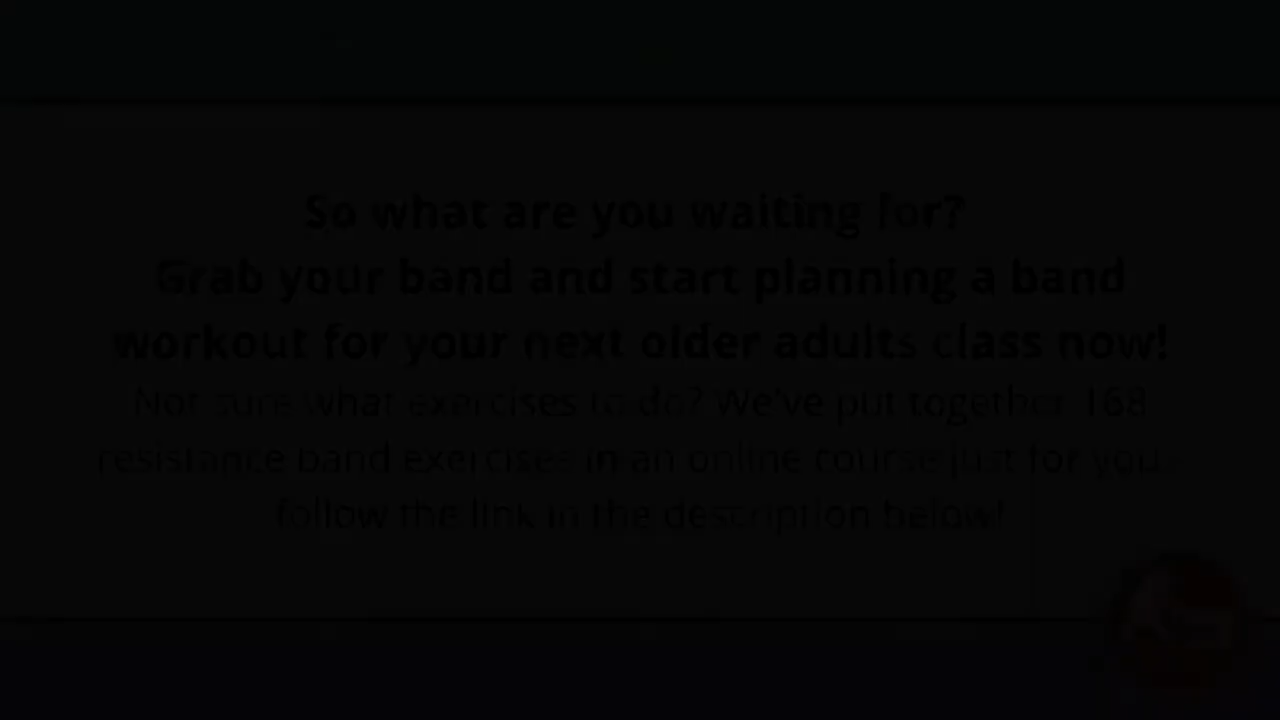 So what are you waiting for?
Grab your band and start planning a band
workout for your next older adults class now!
Not sure what exercises to do? We've put together 168
resistance band exercises in an online course just for you -
follow the link in the description below!